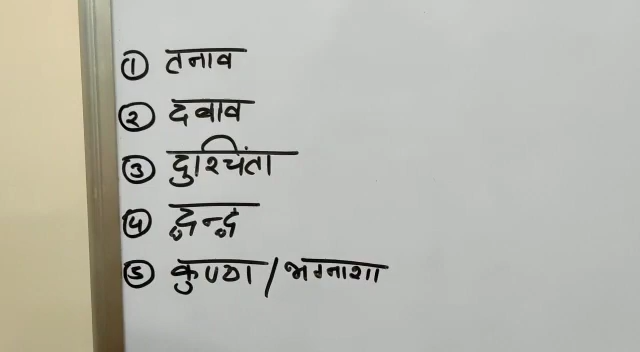 ① तनाव
② दबाव
③ दुश्चिंता
④ द्वन्द्व
⑤ कुण्ठा / भग्नाशा